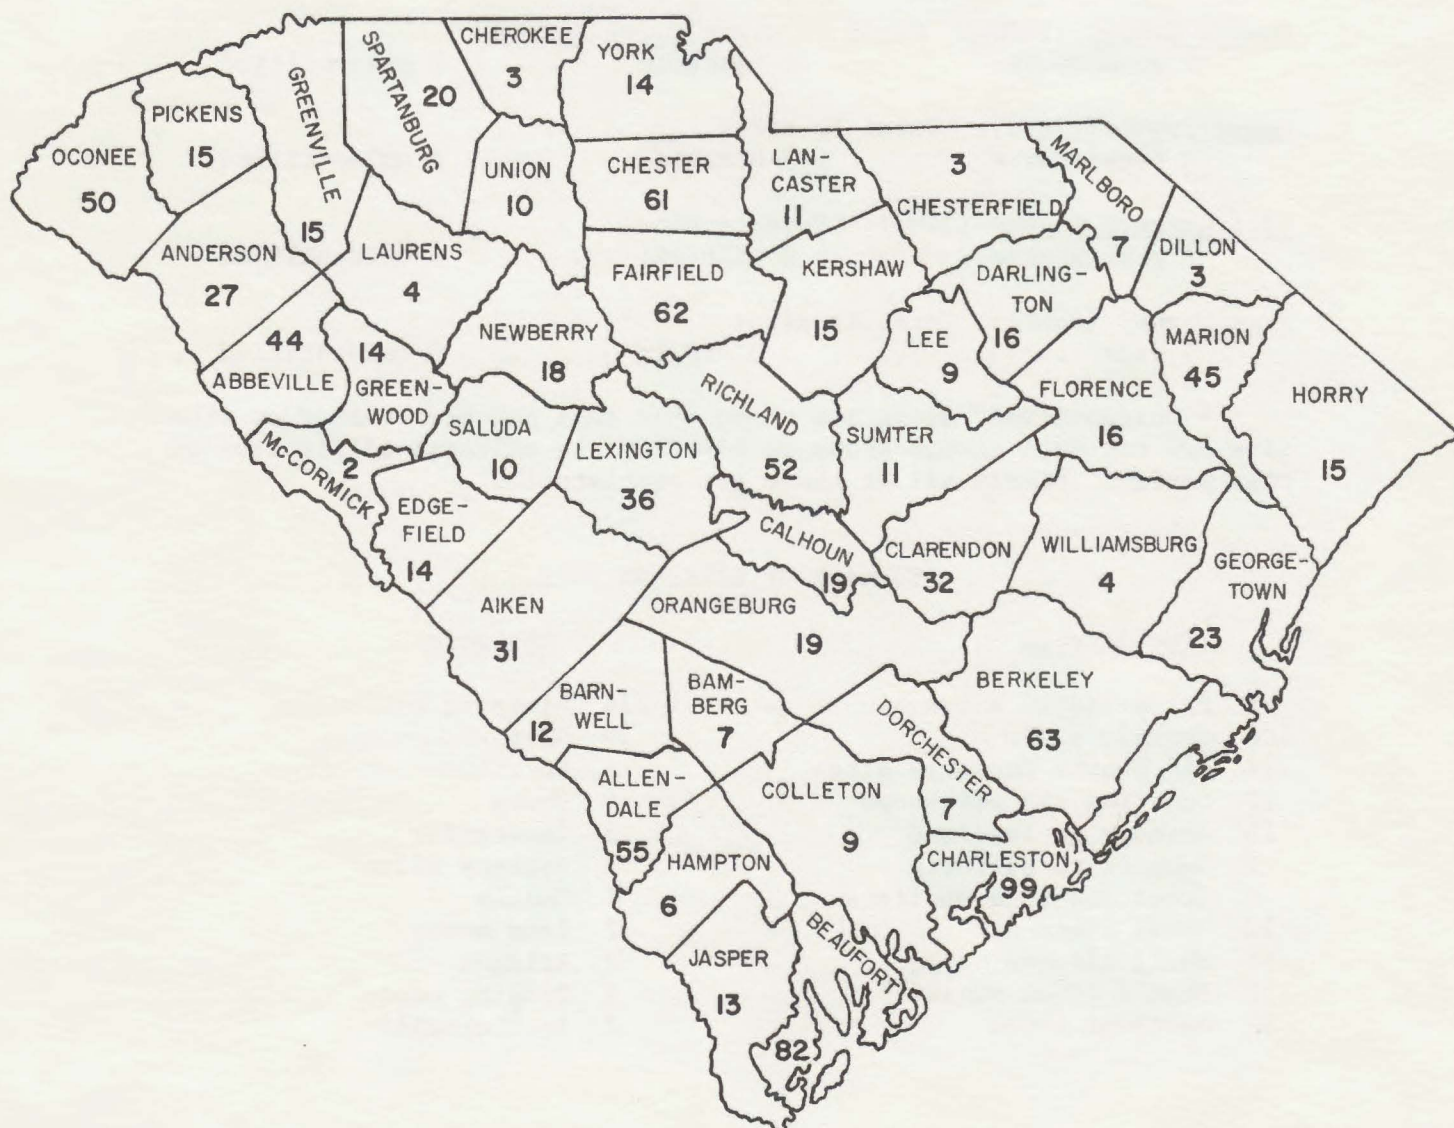 CHEROKEE
3
YORK
14
SPARTANBURG
20
GREENVILLE
15
PICKENS
15
OCONEE
50
UNION
10
CHESTER
61
LAN-
CASTER
11
3
CHESTERFIELD
MARLBORO
7
DILLON
3
ANDERSON
27
LAURENS
4
FAIRFIELD
62
KERSHAW
15
DARLING-
TON
16
44
ABBEVILLE
14
GREEN-
WOOD
NEWBERRY
18
LEE
9
MARION
45
FLORENCE
16
HORRY
15
RICHLAND
52
SUMTER
11
McCORMICK
2
SALUDA
10
LEXINGTON
36
EDGE-
FIELD
14
CALHOUN
19
CLARENDON
32
WILLIAMSBURG
4
GEORGE-
TOWN
23
AIKEN
31
ORANGEBURG
19
BARN-
WELL
12
BAM-
BERG
7
BERKELEY
63
DORCHESTER
7
ALLEN-
DALE
55
COLLETON
9
CHARLESTON
99
HAMPTON
6
JASPER
13
BEAUFORT
82